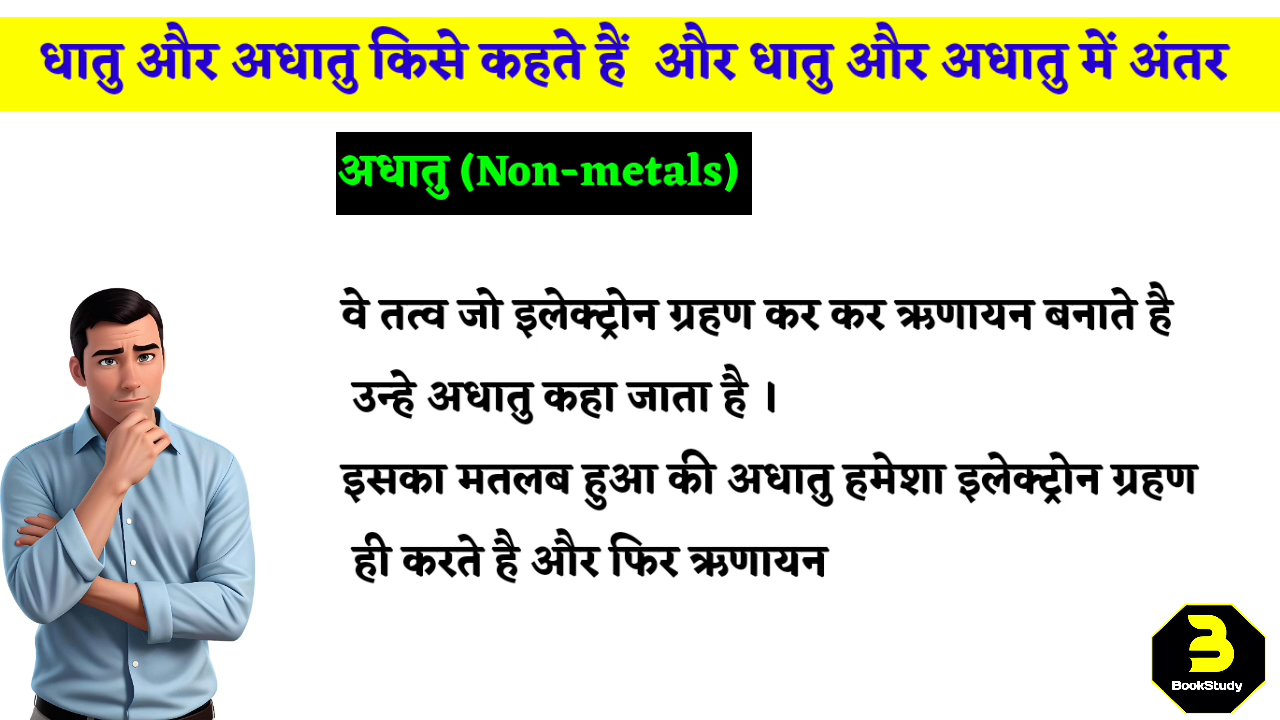 धातु और अधातु किसे कहते हैं और धातु और अधातु में अंतर
अधातु (Non-metals)
वे तत्व जो इलेक्ट्रोन ग्रहण कर कर ऋणायन बनाते है
उन्हे अधातु कहा जाता है ।
इसका मतलब हुआ की अधातु हमेशा इलेक्ट्रोन ग्रहण
ही करते है और फिर ऋणायन
BookStudy